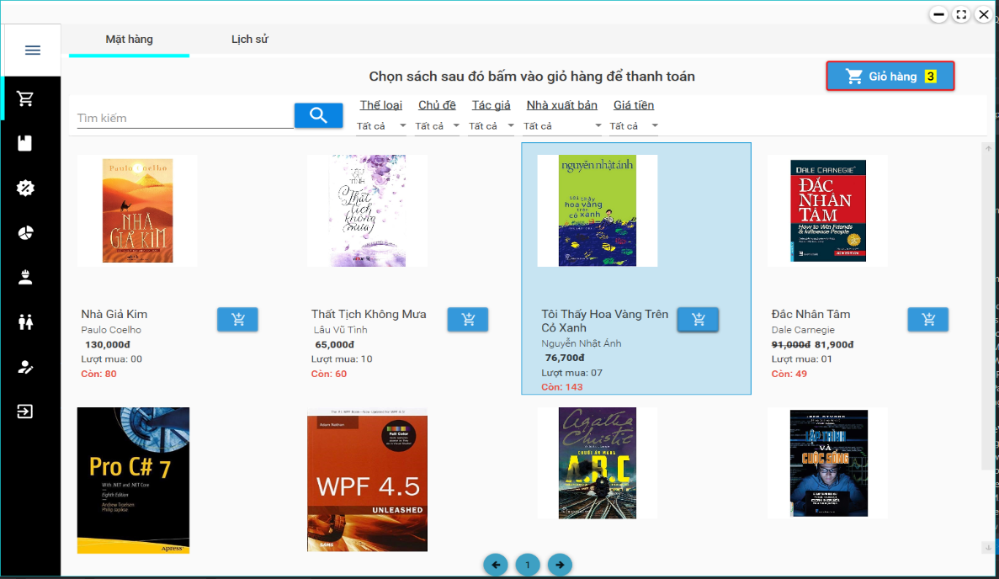 Mặt hàng
Lịch sử
Chọn sách sau đó bấm vào giỏ hàng để thanh toán
Giỏ hàng 3
Tìm kiếm
Thể loại
Chủ đề
Tác giả
Nhà xuất bản
Giá tiền
Tất cả
Tất cả
Tất cả
Tất cả
Tất cả
Paulo Coelho
NHÀ
GIẢ KIM
Thất
tịch
không
mưa
nguyễn nhật ánh
tôi thấy
hoa vàng
trên
cỏ xanh
DALE CARNEGIE
ĐẮC
NHÂN
TÂM
How to Win Friends
& Influence People
Nhà Giả Kim
Paulo Coelho
130,000đ
Lượt mua: 00
Còn: 80
Thất Tịch Không Mưa
Lâu Vũ Tình
65,000đ
Lượt mua: 10
Còn: 60
Tôi Thấy Hoa Vàng Trên
Cỏ Xanh
Nguyễn Nhật Ánh
76,700đ
Lượt mua: 07
Còn: 143
Đắc Nhân Tâm
Dale Carnegie
91,000đ 81,900đ
Lượt mua: 01
Còn: 49
Pro C# 7
With .NET and .NET Core
Eighth Edition
Andrew Troelsen
Philip Japikse
Apress
Adam Nathan
Full Color
WPF 4.5
UNLEASHED
SAMS
Agatha
Christie
CHUỖI ÁN MẠNG
A.B.C
LẬP TRÌNH
VÀ
CUỘC SỐNG
1